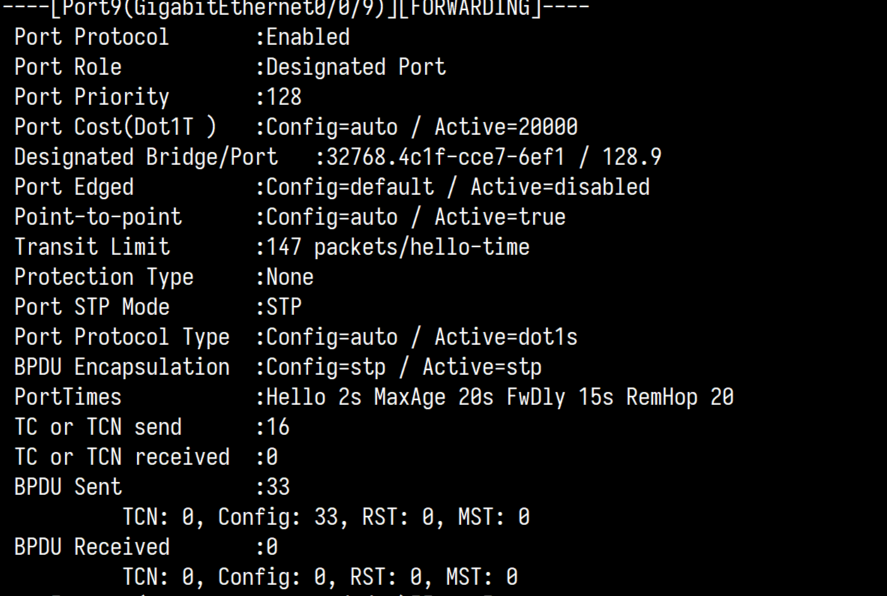 ----[Port9(GigabitEthernet0/0/9)][FORWARDING]----
Port Protocol       :Enabled
Port Role           :Designated Port
Port Priority       :128
Port Cost(Dot1T )   :Config=auto / Active=20000
Designated Bridge/Port   :32768.4c1f-cce7-6ef1 / 128.9
Port Edged          :Config=default / Active=disabled
Point-to-point      :Config=auto / Active=true
Transit Limit       :147 packets/hello-time
Protection Type     :None
Port STP Mode       :STP
Port Protocol Type  :Config=auto / Active=dot1s
BPDU Encapsulation  :Config=stp / Active=stp
PortTimes           :Hello 2s MaxAge 20s FwDly 15s RemHop 20
TC or TCN send      :16
TC or TCN received  :0
BPDU Sent           :33
         TCN: 0, Config: 33, RST: 0, MST: 0
BPDU Received       :0
         TCN: 0, Config: 0, RST: 0, MST: 0